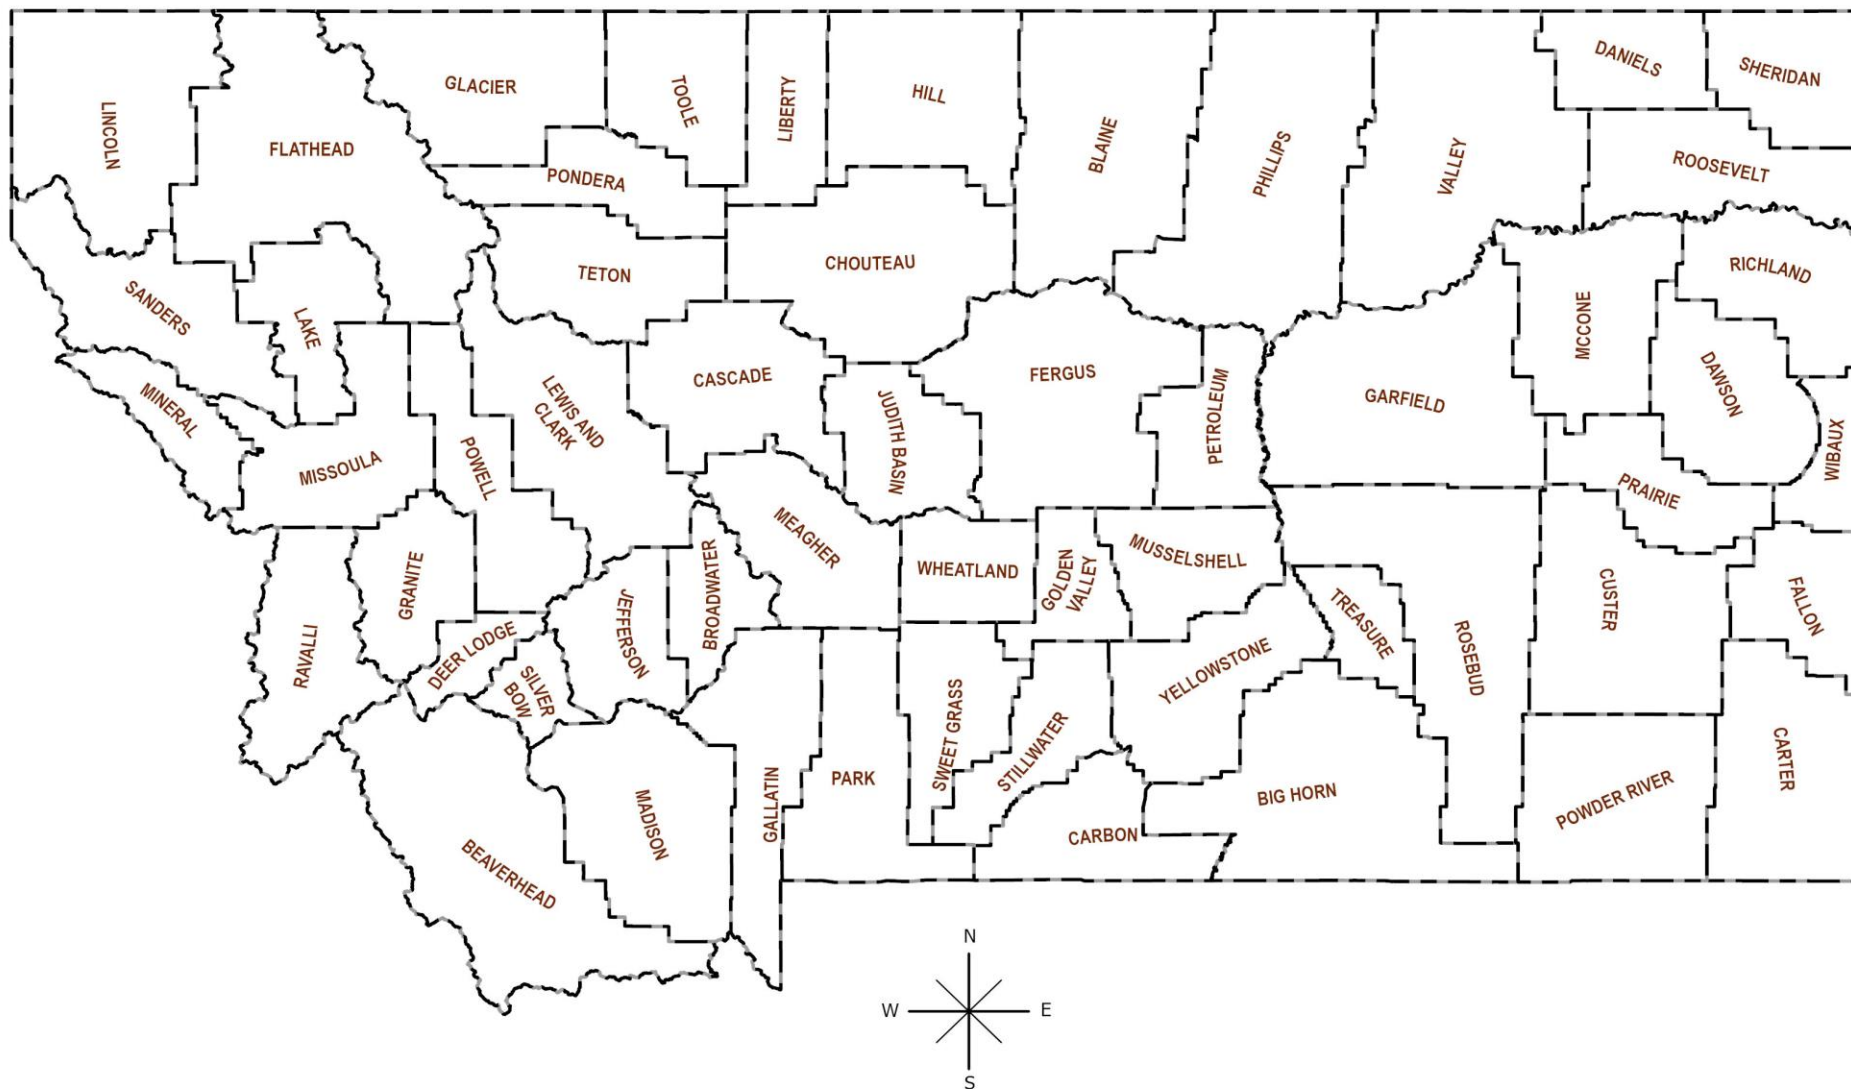 DANIELS
SHERIDAN
GLACIER
TOOLE
LIBERTY
HILL
LINCOLN
FLATHEAD
BLAINE
PHILLIPS
VALLEY
ROOSEVELT
PONDERA
TETON
CHOUTEAU
RICHLAND
SANDERS
LAKE
MCCONE
CASCADE
FERGUS
GARFIELD
DAWSON
MINERAL
LEWIS AND
CLARK
JUDITH BASIN
PETROLEUM
WIBAUX
MISSOULA
POWELL
PRAIRIE
MEAGHER
WHEATLAND
GOLDEN
VALLEY
MUSSELSHELL
GRANITE
BROADWATER
CUSTER
FALLON
RAVALLI
DEER LODGE
JEFFERSON
TREASURE
ROSEBUD
SILVER
BOW
YELLOWSTONE
SWEET GRASS
STILLWATER
CARTER
MADISON
GALLATIN
PARK
BIG HORN
POWDER RIVER
CARBON
BEAVERHEAD
N
W
E
S